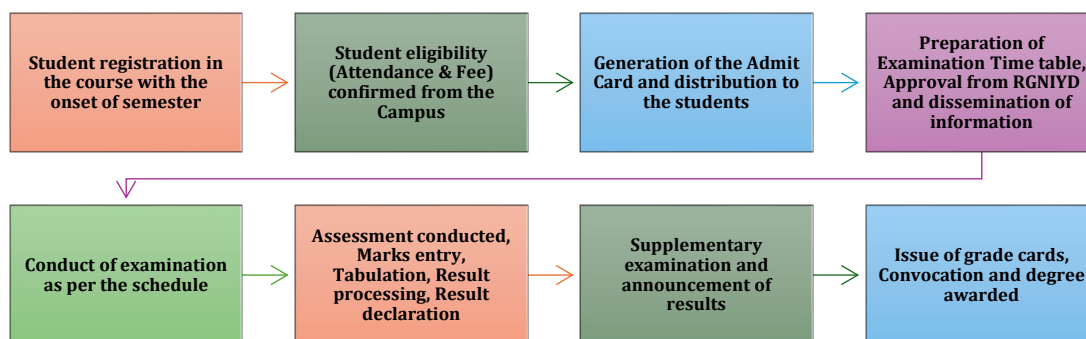 Student registration in
the course with the
onset of semester
Student eligibility
(Attendance & Fee)
confirmed from the
Campus
Generation of the Admit
Card and distribution to
the students
Preparation of
Examination Time table,
Approval from RGNIYD
and dissemination of
information
Conduct of examination
as per the schedule
Assessment conducted,
Marks entry,
Tabulation, Result
processing, Result
declaration
Supplementary
examination and
announcement of
results
Issue of grade cards,
Convocation and degree
awarded